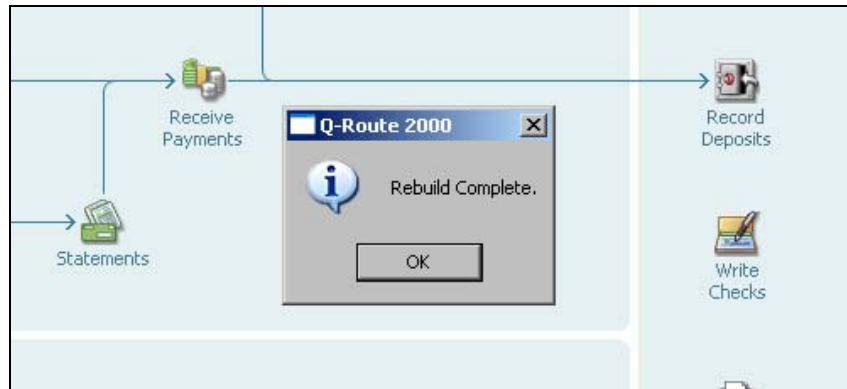 Receive
Payments
Q-Route 2000
Record
Deposits
Rebuild Complete.
Statements
OK
Write
Checks